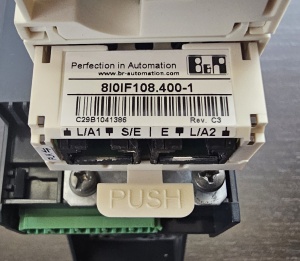 Perfection in Automation
www.br-automation.com
B&R
8I0IF108.400-1
C29B1041386
Rev. C3
L/A1 S/E | E L/A2
PUSH